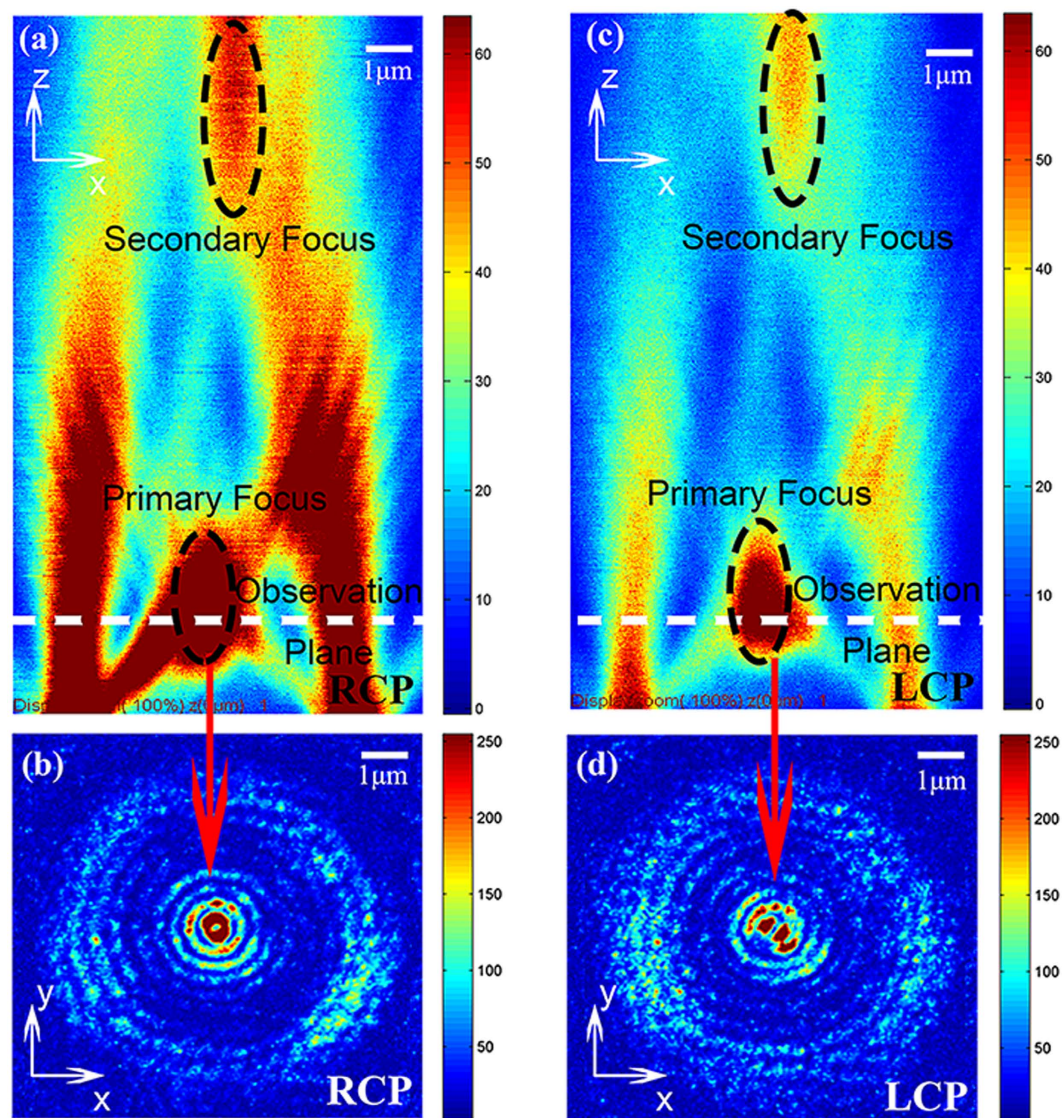 (a)
1μm
z
x
Secondary Focus
Primary Focus
Observation
Plane
RCP
60
50
40
30
20
10
0
(c)
1μm
z
x
Secondary Focus
Primary Focus
Observation
Plane
LCP
60
50
40
30
20
10
0
(b)
1μm
y
x
RCP
250
200
150
100
50
(d)
1μm
y
x
LCP
250
200
150
100
50